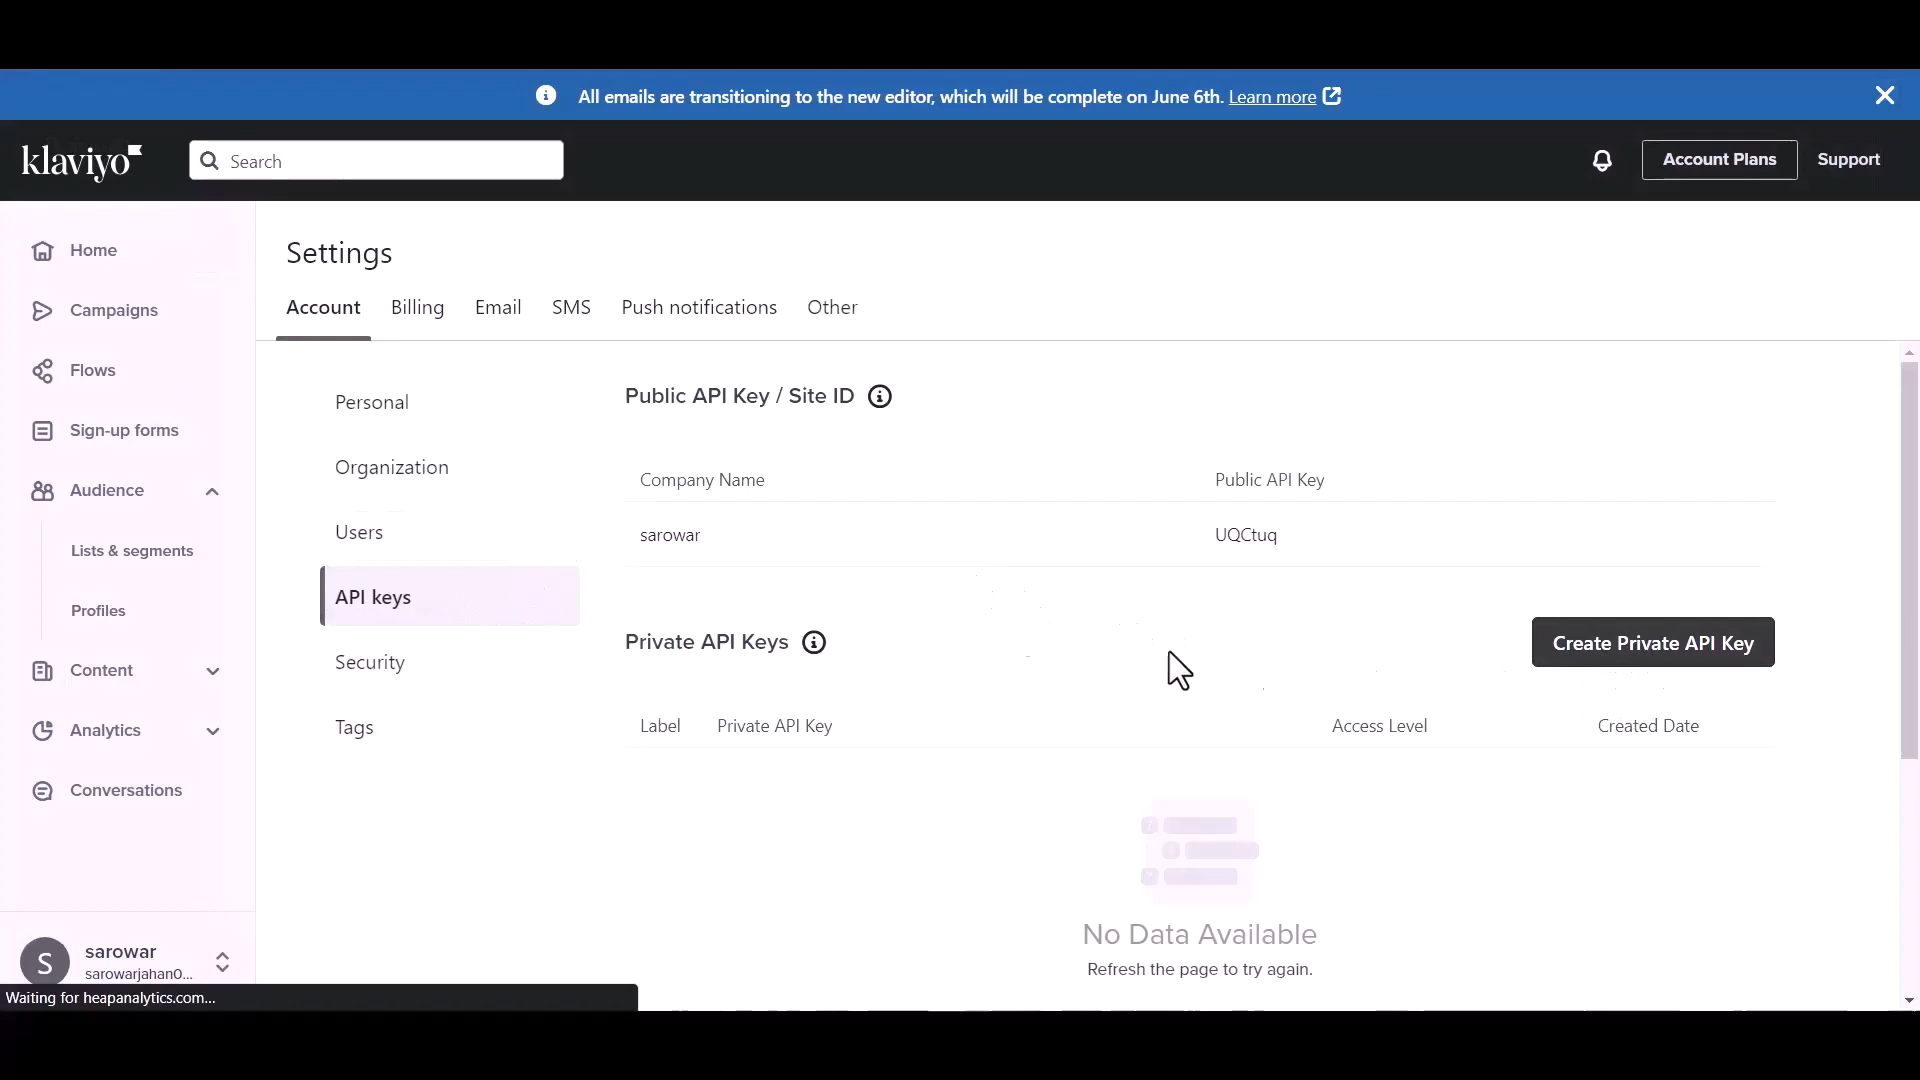 All emails are transitioning to the new editor, which will be complete on June 6th. Learn more
klaviyo
Search
Account Plans
Support
Home
Campaigns
Flows
Sign-up forms
Audience
Lists & segments
Profiles
Content
Analytics
Conversations
S
sarowar
sarowarjahan0...
Waiting for heapanalytics.com...
Settings
Account Billing Email SMS Push notifications Other
Personal
Organization
Users
API keys
Security
Tags
Public API Key / Site ID
Company Name Public API Key
sarowar UQCtuq
Private API Keys
Create Private API Key
Label Private API Key Access Level Created Date
No Data Available
Refresh the page to try again.